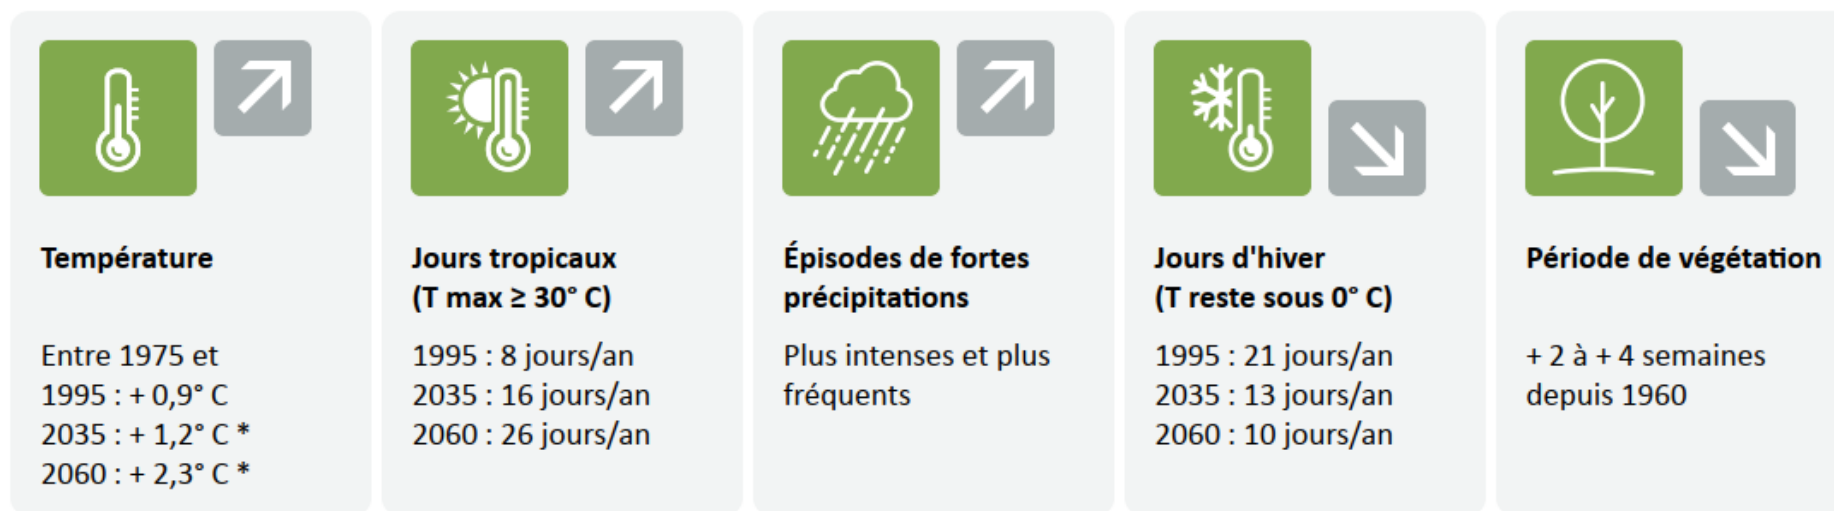 Température
Entre 1975 et
1995 : + 0,9° C
2035 : + 1,2° C *
2060 : + 2,3° C *
Jours tropicaux
(T max ≥ 30° C)
1995 : 8 jours/an
2035 : 16 jours/an
2060 : 26 jours/an
Épisodes de fortes
précipitations
Plus intenses et plus
fréquents
Jours d'hiver
(T reste sous 0° C)
1995 : 21 jours/an
2035 : 13 jours/an
2060 : 10 jours/an
Période de végétation
+ 2 à + 4 semaines
depuis 1960